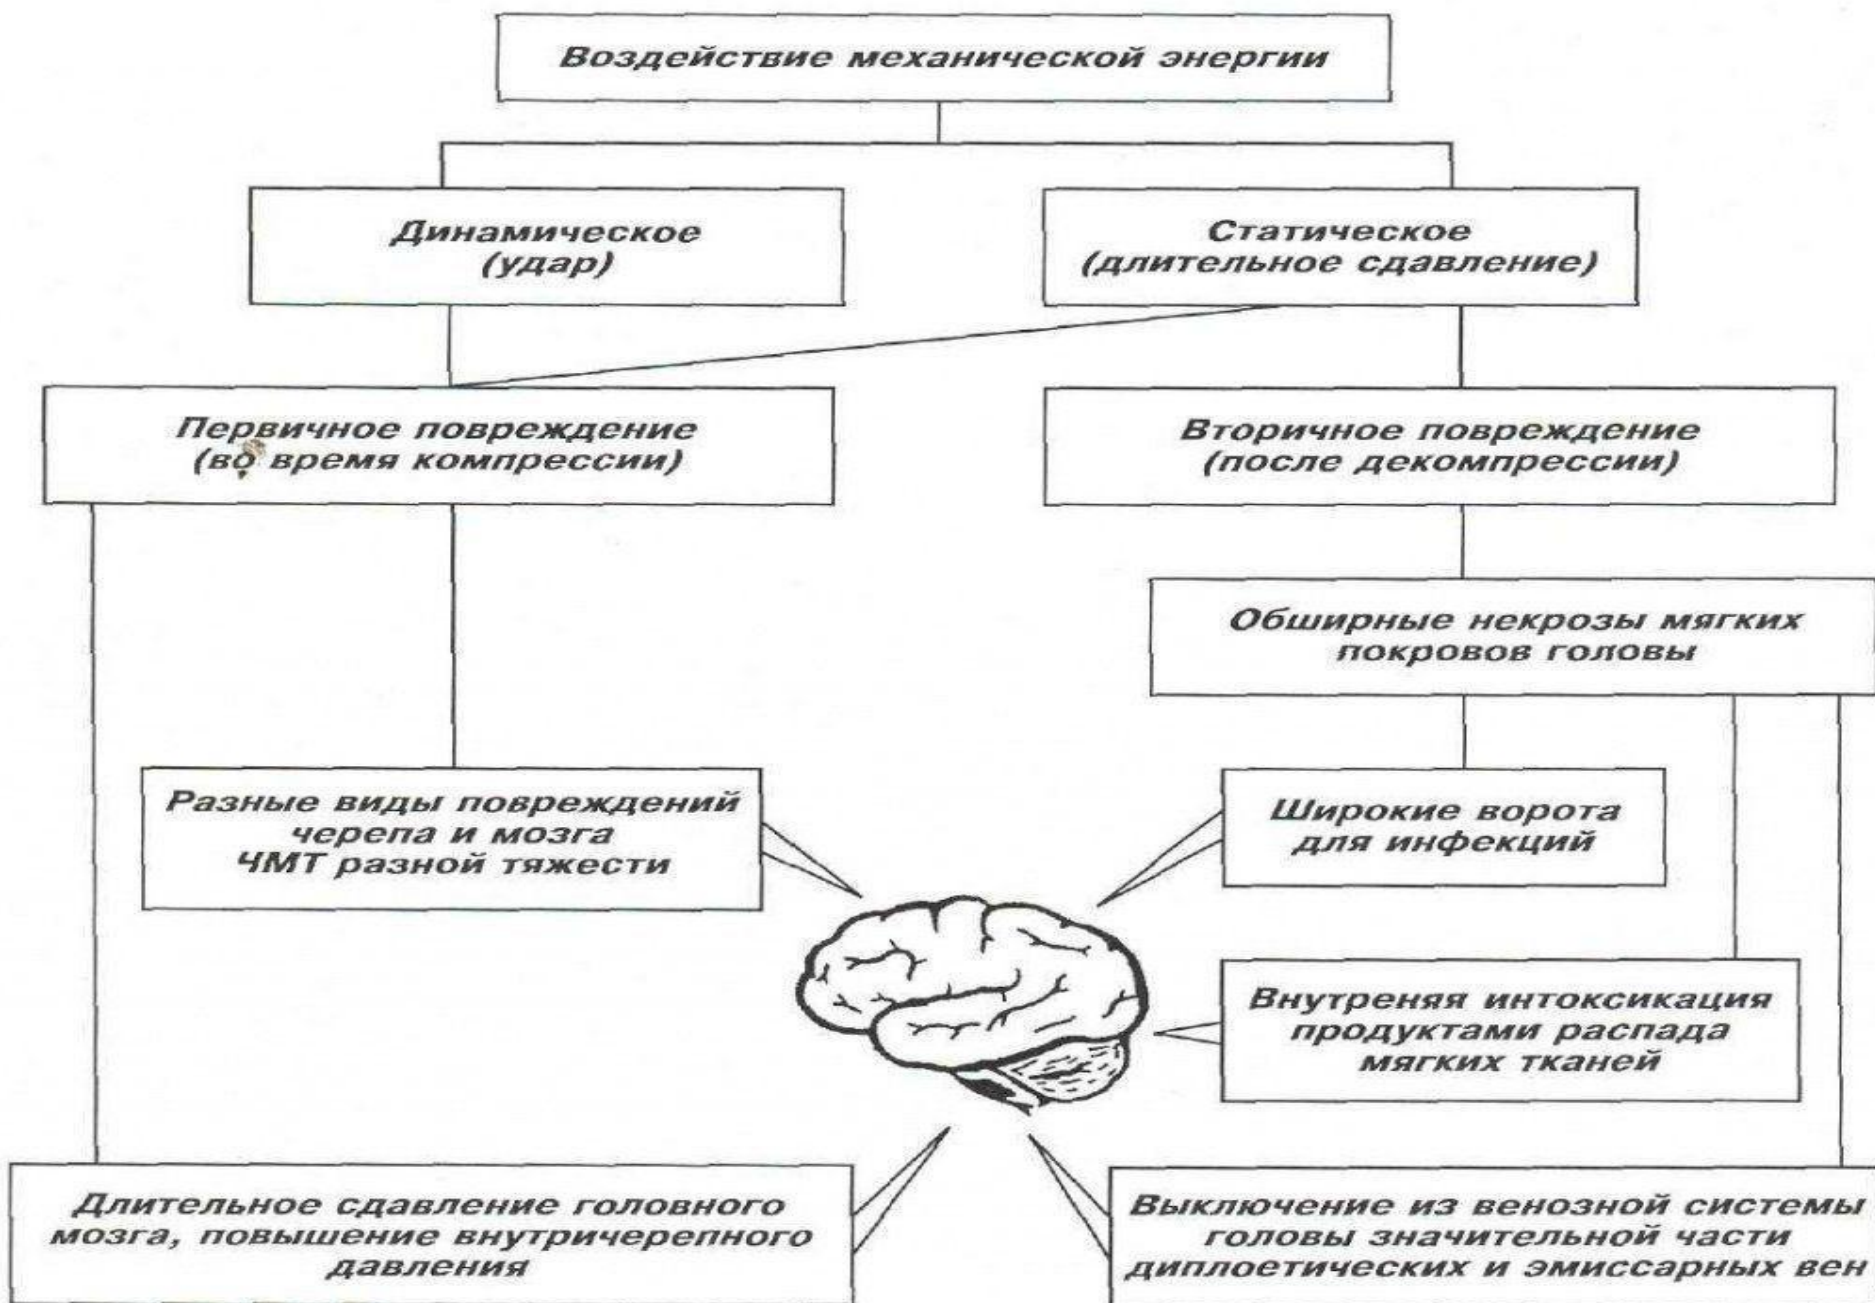 Воздействие механической энергии
Динамическое
(удар)
Статическое
(длительное сдавление)
Первичное повреждение
(во время компрессии)
Вторичное повреждение
(после декомпрессии)
Обширные некрозы мягких
покровов головы
Разные виды повреждений
черепа и мозга
ЧМТ разной тяжести
Широкие ворота
для инфекций
Внутреняя интоксикация
продуктами распада
мягких тканей
Длительное сдавление головного
мозга, повышение внутричерепного
давления
Выключение из венозной системы
головы значительной части
диплоетических и эмиссарных вен